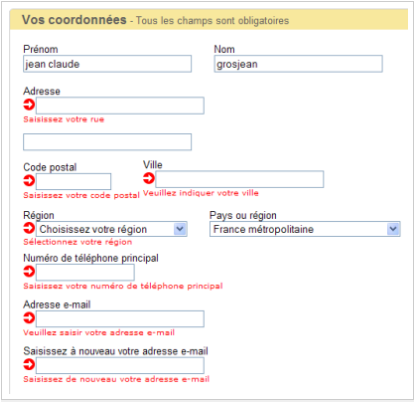 Vos coordonnées - Tous les champs sont obligatoires
Prénom Nom
jean claude grosjean
Adresse
Saisissez votre rue
Code postal Ville
Saisissez votre code postal Veuillez indiquer votre ville
Région Pays ou région
Choisissez votre région France métropolitaine
Sélectionnez votre région
Numéro de téléphone principal
Saisissez votre numéro de téléphone principal
Adresse e-mail
Veuillez saisir votre adresse e-mail
Saisissez à nouveau votre adresse e-mail
Saisissez de nouveau votre adresse e-mail